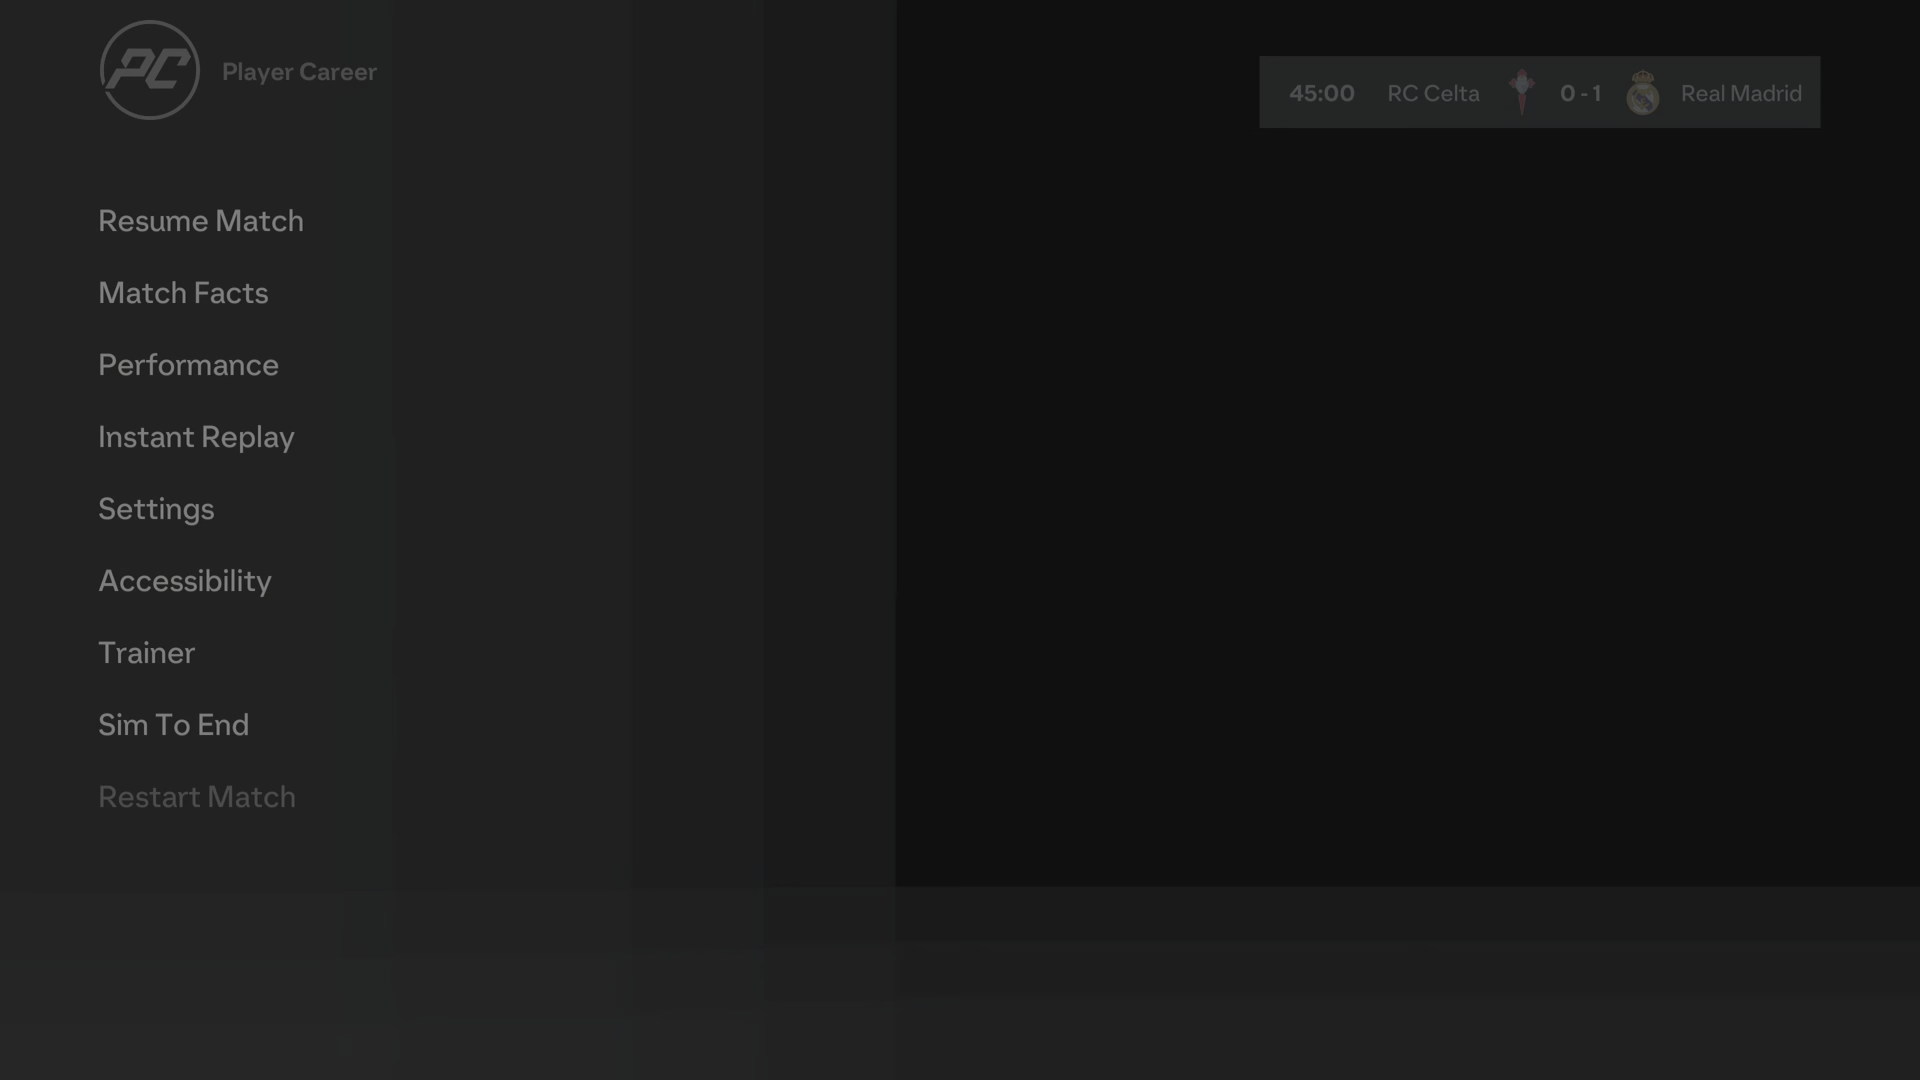 PC Player Career
45:00 RC Celta 0 - 1 Real Madrid
Resume Match
Match Facts
Performance
Instant Replay
Settings
Accessibility
Trainer
Sim To End
Restart Match